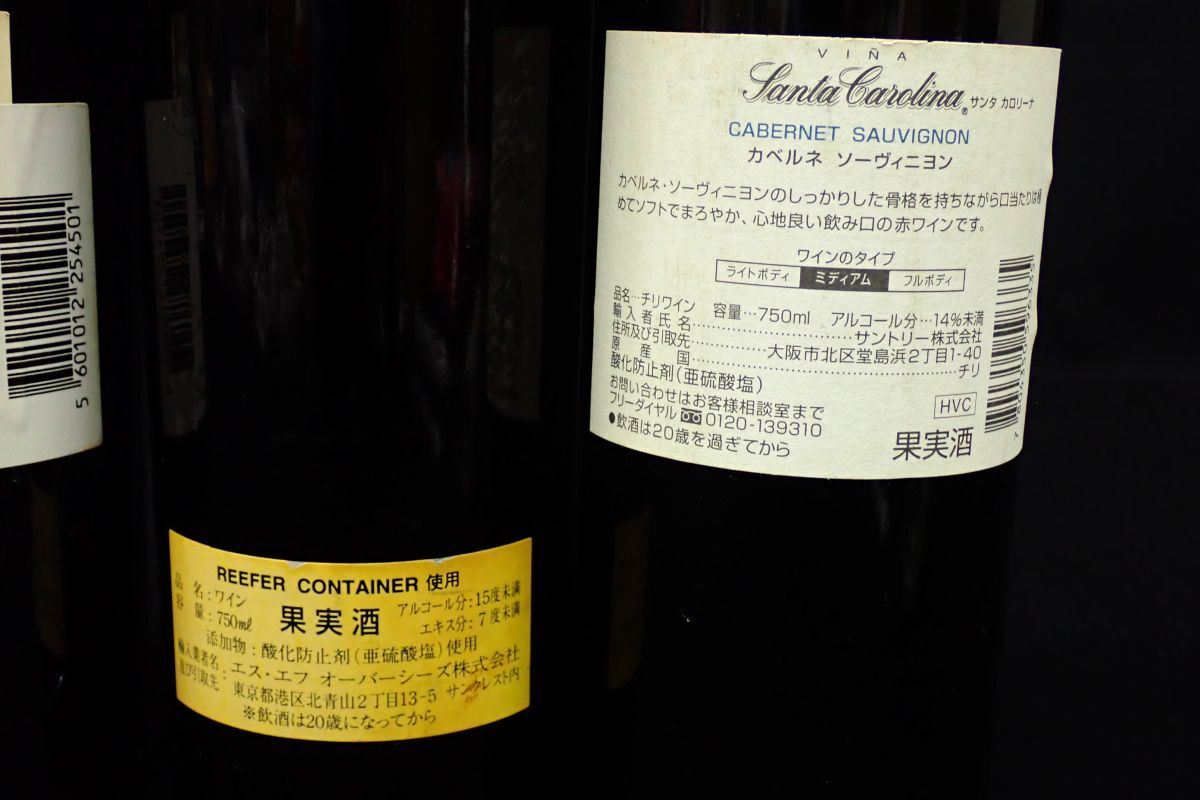 5 601012 254501
REEFER CONTAINER 使用
品名:ワイン
容量:750ml
果実酒
アルコール分:15度未満
エキス分:7度未満
添加物:酸化防止剤(亜硫酸塩)使用
輸入業者名及び引取先:エス・エフ オーバーシーズ株式会社
東京都港区北青山2丁目13-5 サンクレスト内
※飲酒は20歳になってから
VIÑA
Santa Carolina® サンタ カロリーナ
CABERNET SAUVIGNON
カベルネ ソーヴィニヨン
カベルネ・ソーヴィニヨンのしっかりした骨格を持ちながら口当たりは極
めてソフトでまろやか、心地良い飲み口の赤ワインです。
ワインのタイプ
ライトボディ ミディアム フルボディ
品名…チリワイン 容量…750ml アルコール分…14%未満
輸入者氏名……………………サントリー株式会社
住所及び引取先……………大阪市北区堂島浜2丁目1-40
原産国………………………………チリ
酸化防止剤(亜硫酸塩)
お問い合わせはお客様相談室まで
フリーダイヤル 0120-139310
●飲酒は20歳を過ぎてから
HVC
果実酒